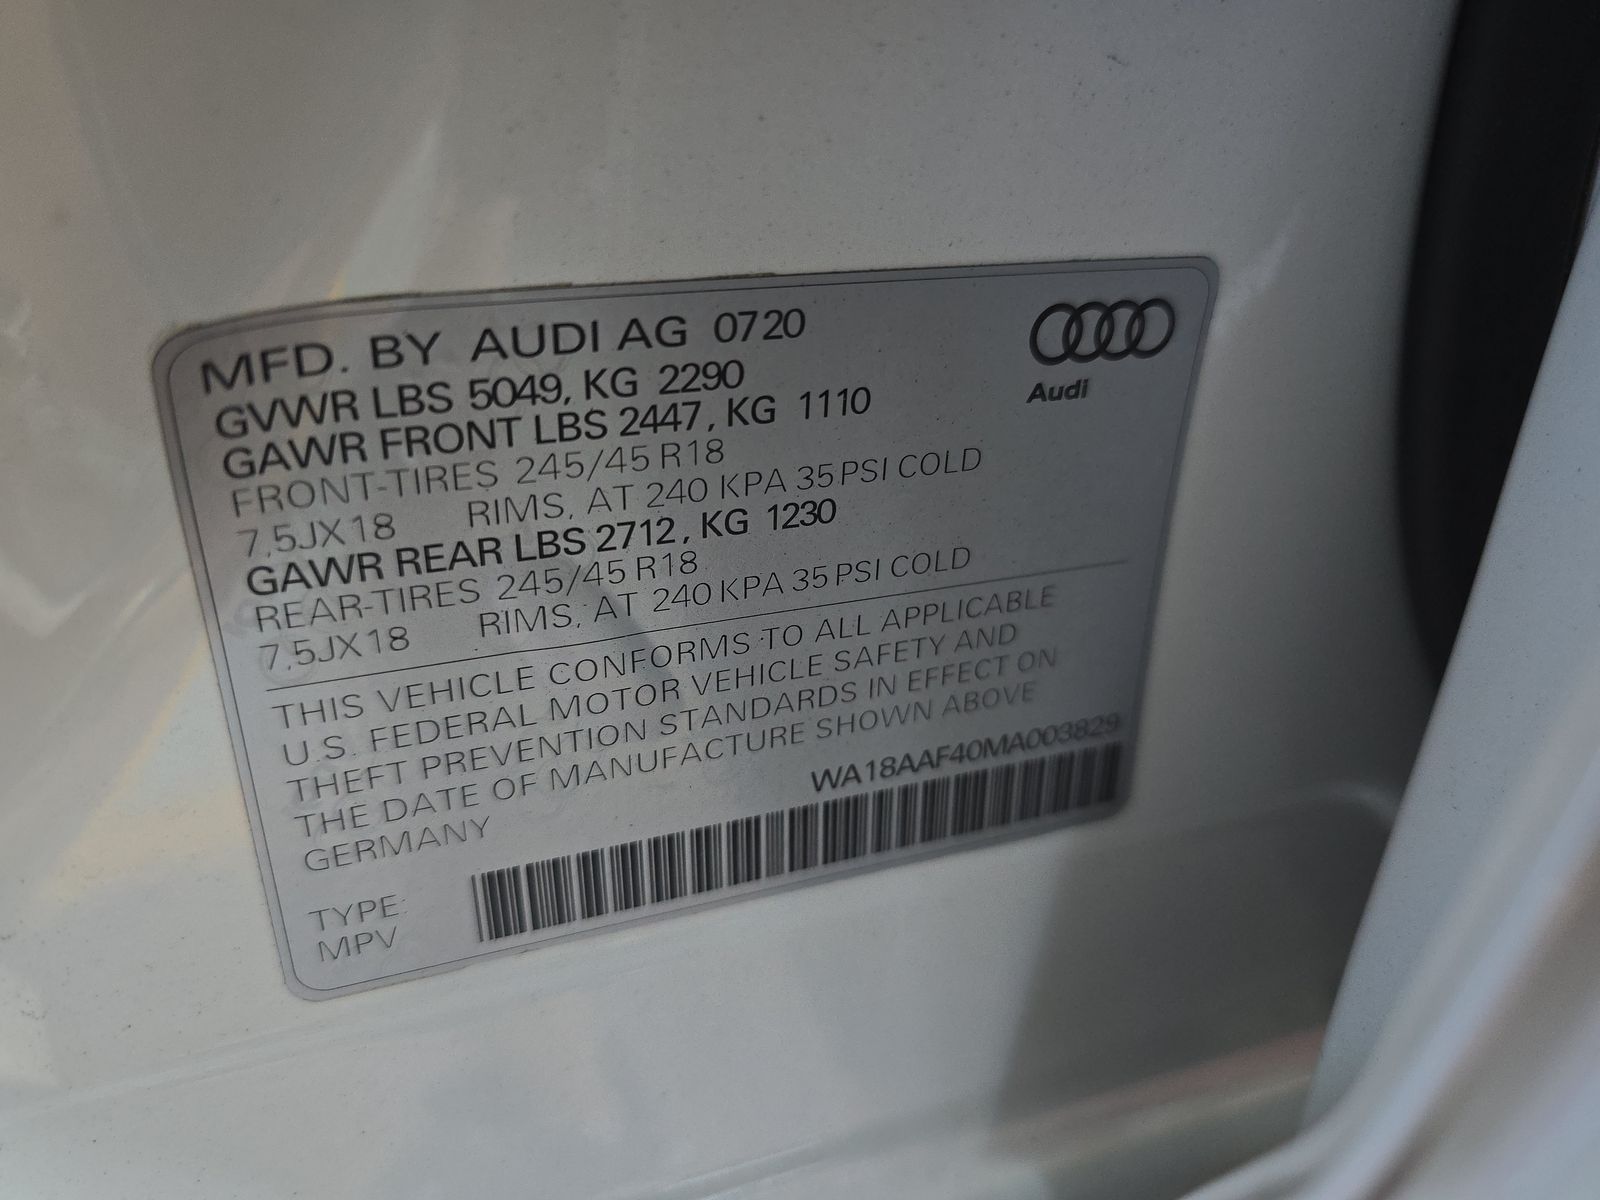 MFD. BY AUDI AG 0720
GVWR LBS 5049, KG 2290
GAWR FRONT LBS 2447, KG 1110
FRONT-TIRES 245/45 R18
7,5JX18 RIMS, AT 240 KPA 35 PSI COLD
GAWR REAR LBS 2712, KG 1230
REAR-TIRES 245/45 R18
7,5JX18 RIMS, AT 240 KPA 35 PSI COLD
Audi
THIS VEHICLE CONFORMS TO ALL APPLICABLE
U.S. FEDERAL MOTOR VEHICLE SAFETY AND
THEFT PREVENTION STANDARDS IN EFFECT ON
THE DATE OF MANUFACTURE SHOWN ABOVE
GERMANY
WA18AAF40MA003829
TYPE:
MPV